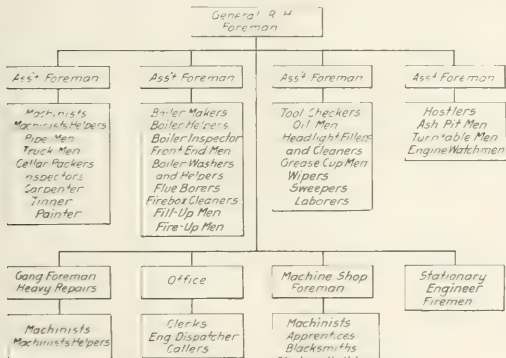 General R H
Foreman
Ass't Foreman
Ass't Foreman
Ass't Foreman
Ass't Foreman
Machinists
Machinists Helpers
Pipe Men
Truck Men
Cellar Packers
Inspectors
Carpenter
Tinner
Painter
Boiler Makers
Boiler Helpers
Boiler Inspector
Front End Men
Boiler Washers
and Helpers
Flue Borers
Firebox Cleaners
Fill-Up Men
Fire-Up Men
Tool Checkers
Oil Men
Headlight Fillers
and Cleaners
Grease Cup Men
Wipers
Sweepers
Laborers
Hostlers
Ash Pit Men
Turntable Men
Engine Watchmen
Gang Foreman
Heavy Repairs
Office
Machine Shop
Foreman
Stationary
Engineer
Firemen
Machinists
Machinists Helpers
Clerks
Eng Dispatcher
Callers
Machinists
Apprentices
Blacksmiths